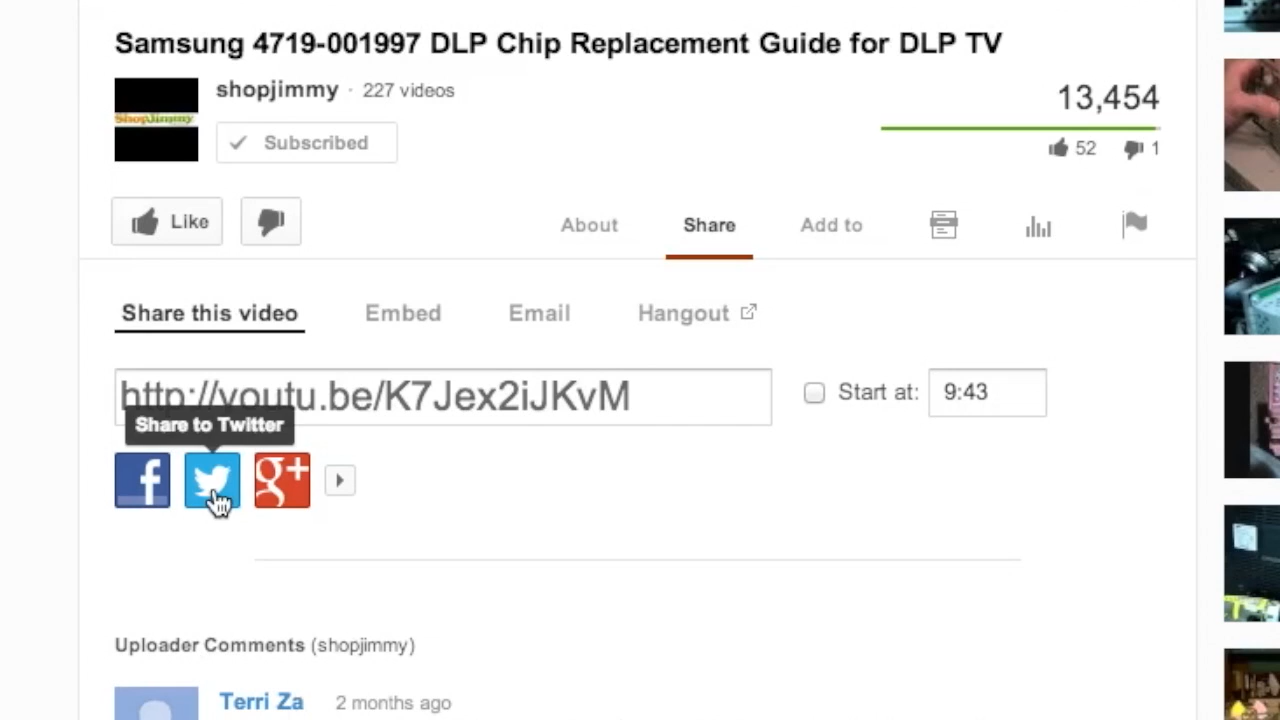 Samsung 4719-001997 DLP Chip Replacement Guide for DLP TV
shopjimmy · 227 videos
ShopJimmy
Subscribed
13,454
52 1
Like
About Share Add to
Share this video Embed Email Hangout
http://youtu.be/K7Jex2iJKvM
Start at: 9:43
Share to Twitter
f g+
Uploader Comments (shopjimmy)
Terri Za 2 months ago